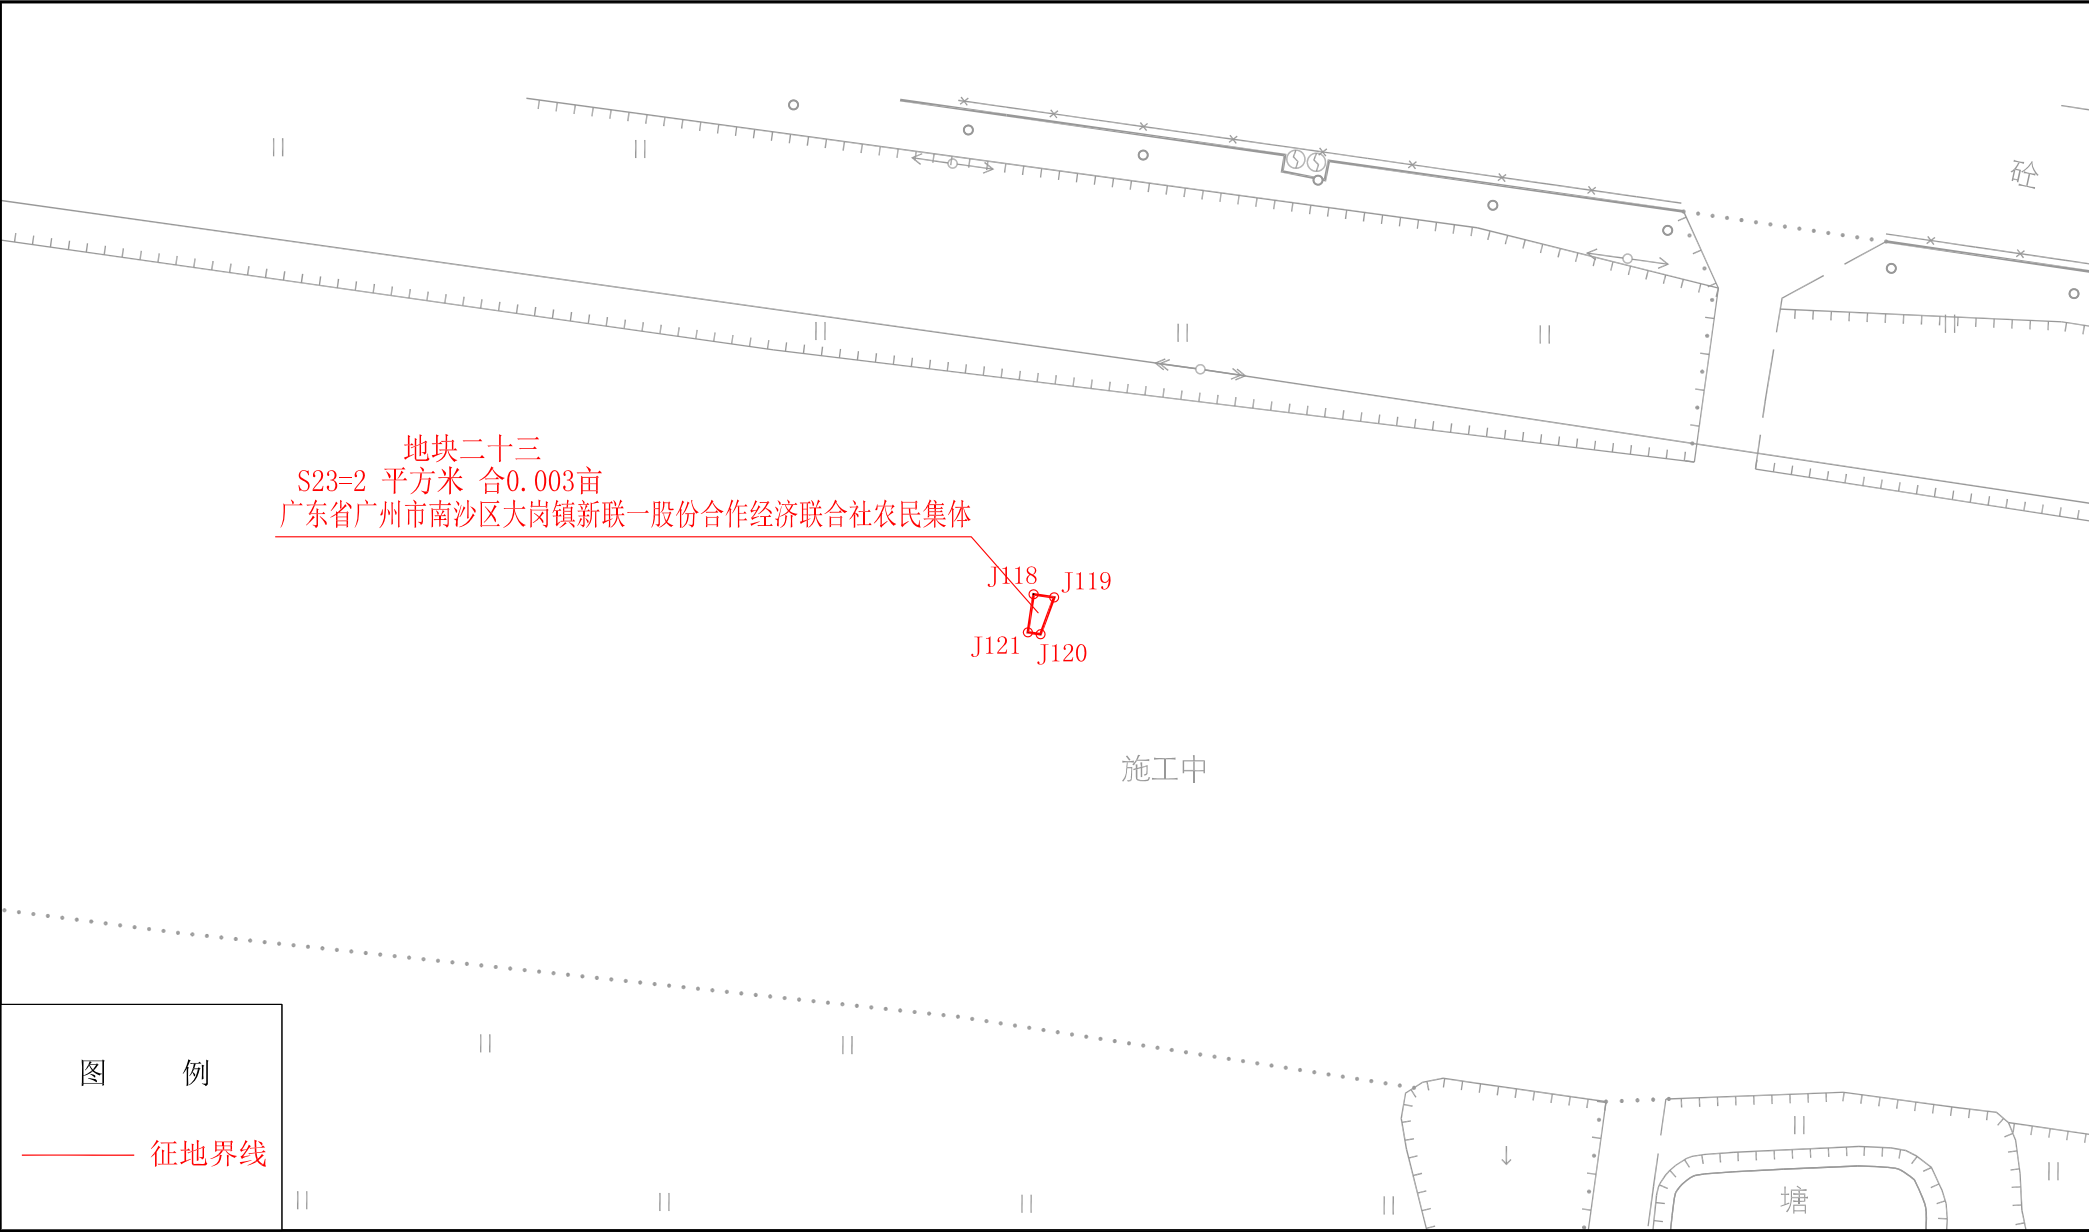 砼
地块二十三
S23=2 平方米 合0.003亩
广东省广州市南沙区大岗镇新联一股份合作经济联合社农民集体
J118
J119
J121
J120
施工中
图 例
征地界线
塘